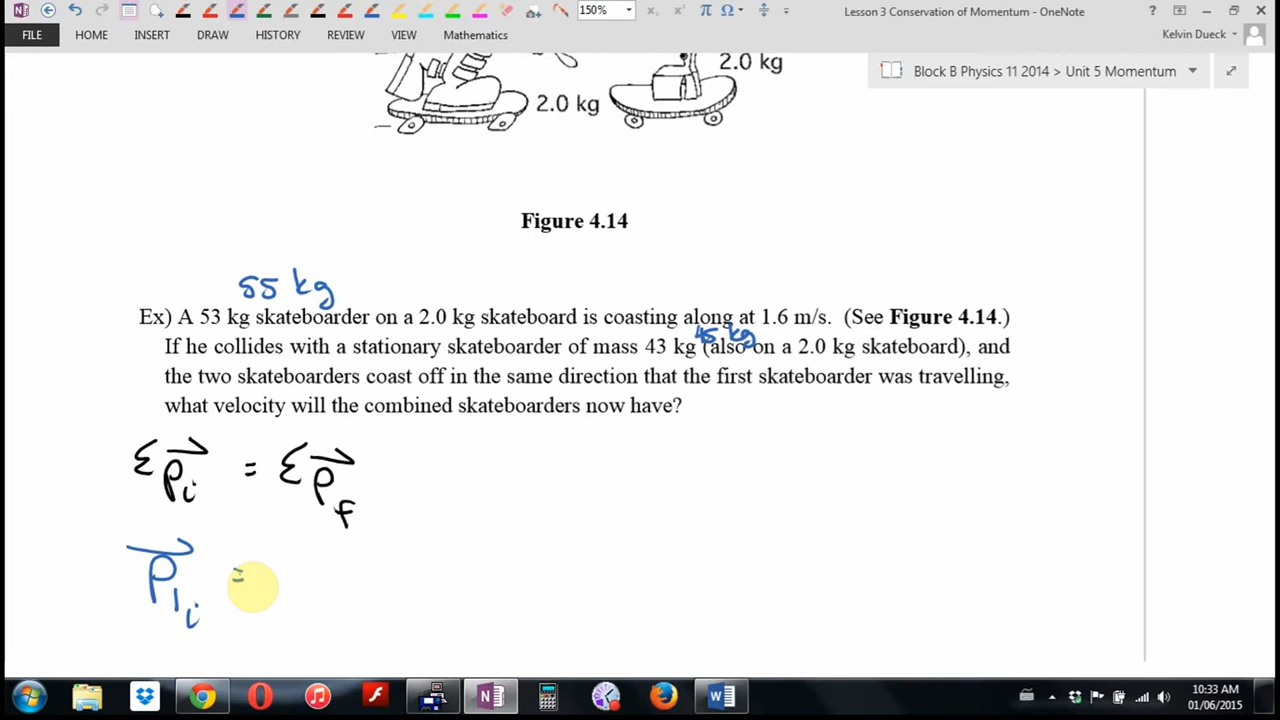 150%
Lesson 3 Conservation of Momentum - OneNote
FILE HOME INSERT DRAW HISTORY REVIEW VIEW Mathematics
Kelvin Dueck
Block B Physics 11 2014 > Unit 5 Momentum
2.0 kg
2.0 kg
Figure 4.14
55 kg
Ex) A 53 kg skateboarder on a 2.0 kg skateboard is coasting along at 1.6 m/s. (See Figure 4.14.)
45 kg
If he collides with a stationary skateboarder of mass 43 kg (also on a 2.0 kg skateboard), and
the two skateboarders coast off in the same direction that the first skateboarder was travelling,
what velocity will the combined skateboarders now have?
Σp⃗i = Σp⃗f
p⃗1i =
10:33 AM
01/06/2015